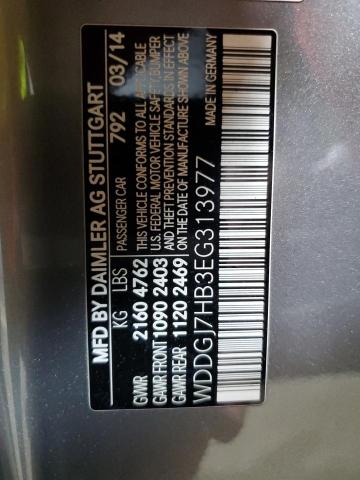 MFD BY DAIMLER AG STUTTGART
KG LBS PASSENGER CAR 792 03/14
GVWR 2160 4762 THIS VEHICLE CONFORMS TO ALL APPLICABLE
GAWR FRONT 1090 2403 U.S. FEDERAL MOTOR VEHICLE SAFETY, BUMPER
GAWR REAR 1120 2469 AND THEFT PREVENTION STANDARDS IN EFFECT
ON THE DATE OF MANUFACTURE SHOWN ABOVE
WDDGJ7HB3EG313977 MADE IN GERMANY